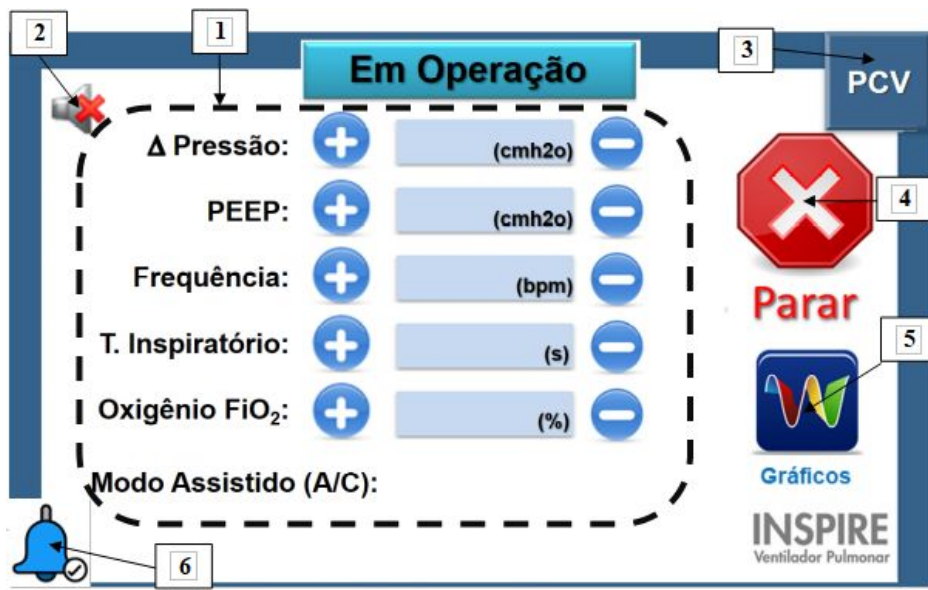 2
1
3
Em Operação
PCV
Δ Pressão:
(cmh2o)
4
PEEP:
(cmh2o)
Frequência:
(bpm)
Parar
5
T. Inspiratório:
(s)
Oxigênio FiO₂:
(%)
Gráficos
Modo Assistido (A/C):
INSPIRE
Ventilador Pulmonar
6